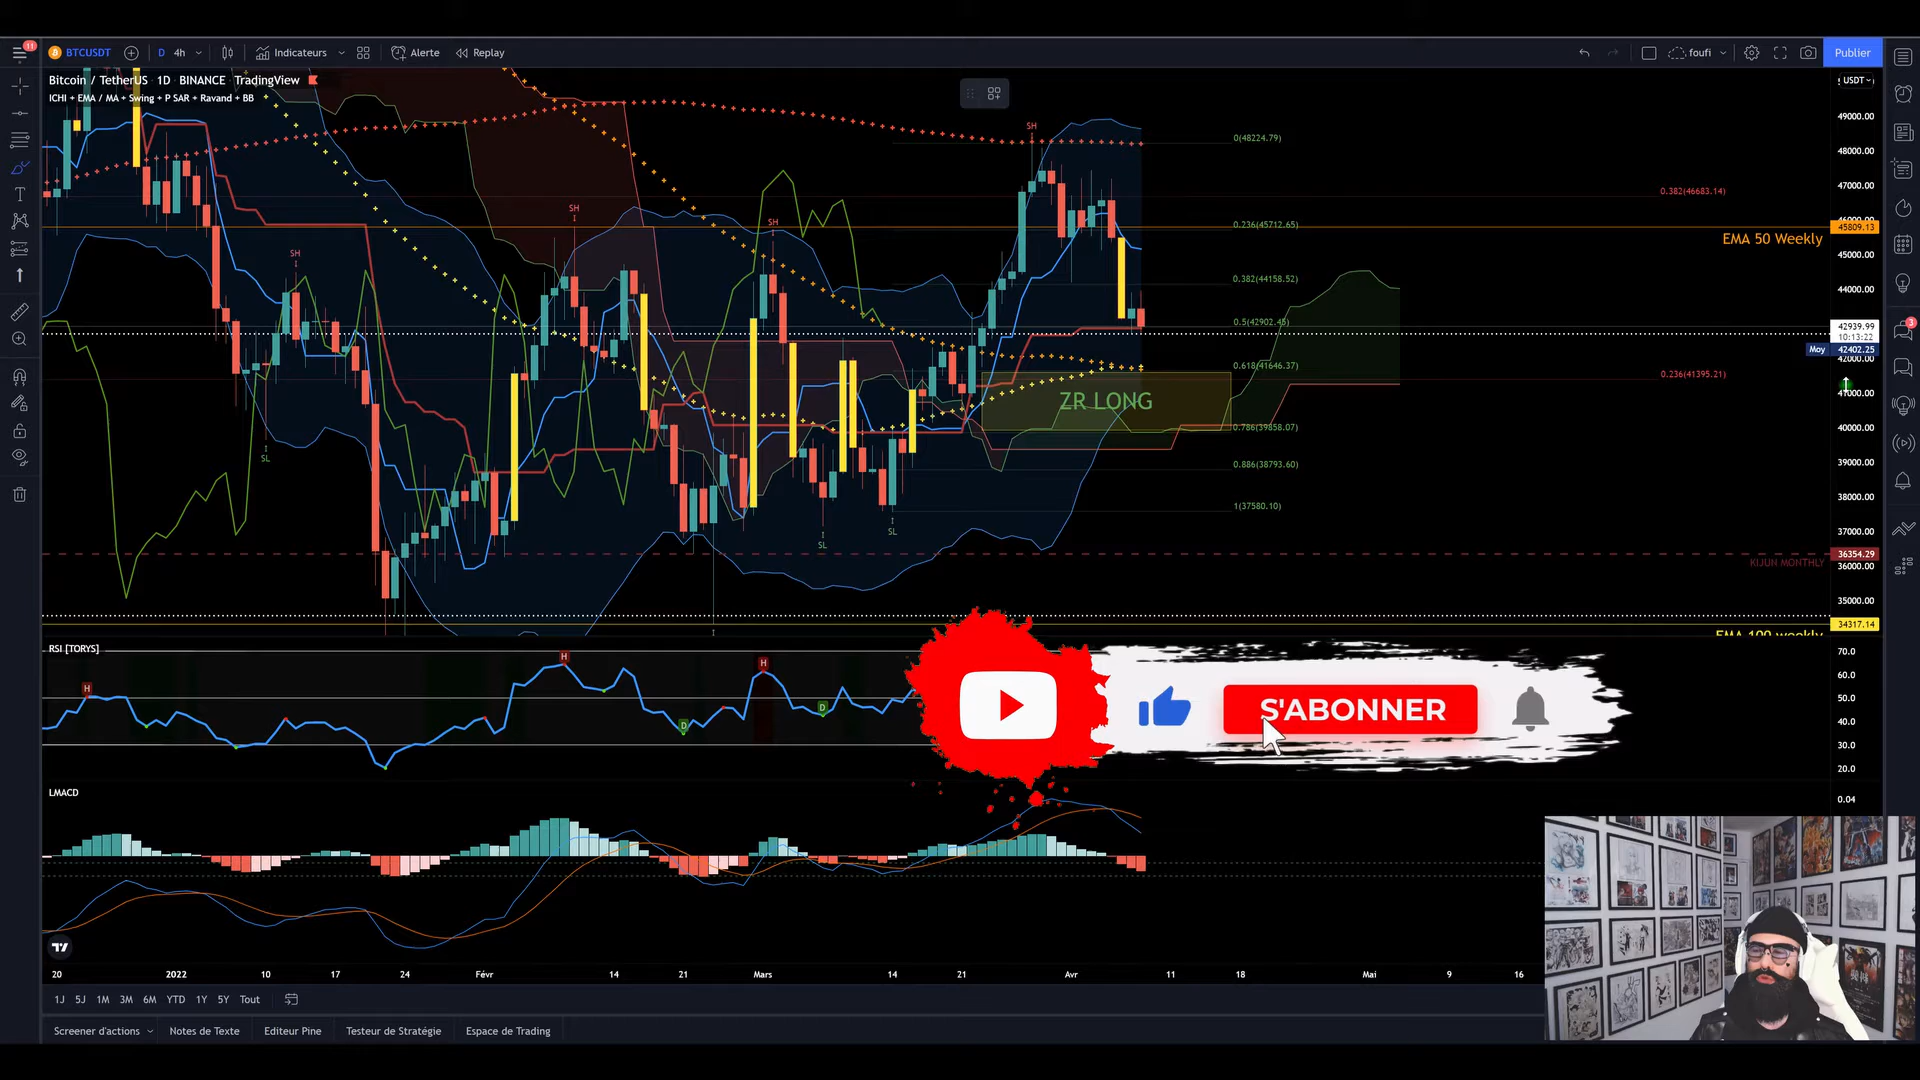 11
BTCUSDT
D
4h
Indicateurs
Alerte
Replay
foufi
Publier
Bitcoin / TetherUS 1D BINANCE TradingView
ICHI + EMA / MA + Swing + P SAR + Ravand + BB
USDT
49000.00
48000.00
47000.00
45809.13
45000.00
44000.00
42939.99
10:13:22
Moy 42402.25
42000.00
41000.00
40000.00
39000.00
38000.00
37000.00
36354.29
36000.00
35000.00
34317.14
3
SH
SH
SH
SH
SL
SL
SL
0(48224.79)
0.382(46683.14)
0.236(45712.65)
EMA 50 Weekly
0.382(44158.52)
0.5(42902.45)
0.618(41646.37)
0.236(41395.21)
ZR LONG
0.786(39858.07)
0.886(38793.60)
1(37580.10)
KIJUN MONTHLY
EMA 100 weekly
RSI [TORYS]
H
H
H
D
D
70.0
60.0
50.0
40.0
30.0
20.0
S'ABONNER
LMACD
0.04
20
2022
10
17
24
Févr
14
21
Mars
14
21
Avr
11
18
Mai
9
16
1J
5J
1M
3M
6M
YTD
1Y
5Y
Tout
Screener d'actions
Notes de Texte
Editeur Pine
Testeur de Stratégie
Espace de Trading